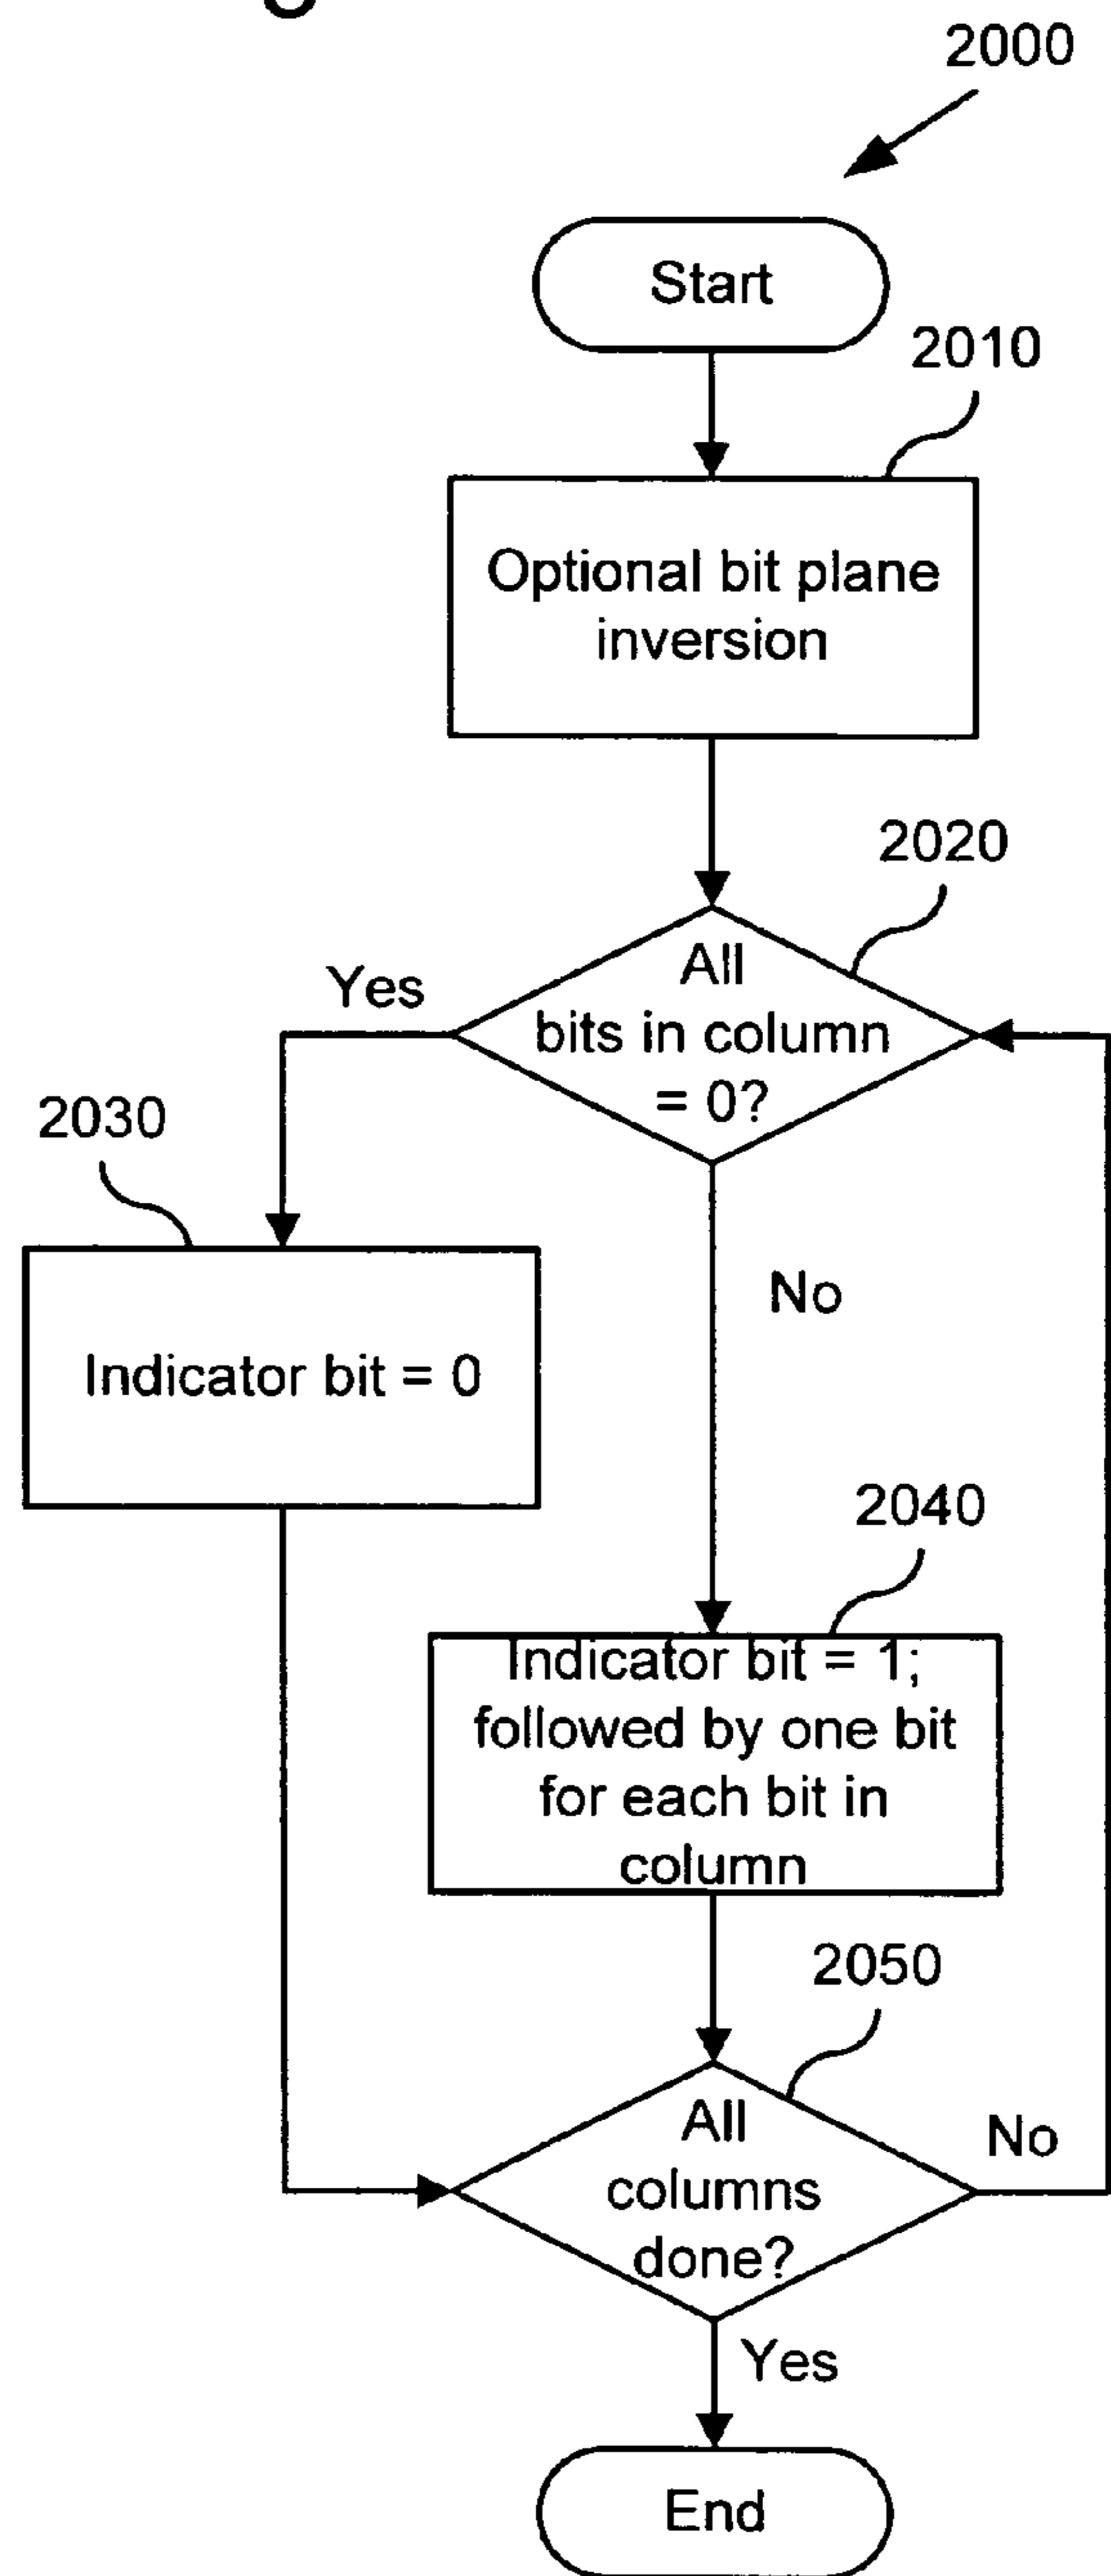 2000
Start
2010
Optional bit plane
inversion
2020
All
bits in column
= 0?
Yes
2030
No
Indicator bit = 0
2040
Indicator bit = 1;
followed by one bit
for each bit in
column
2050
All
columns
done?
No
Yes
End